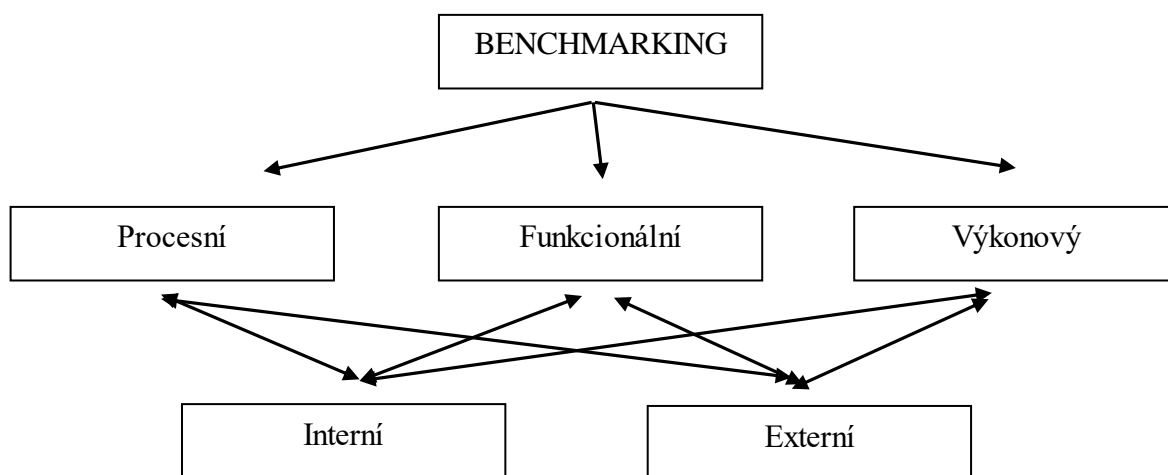 BENCHMARKING
Procesní
Funkcionální
Výkonový
Interní
Externí